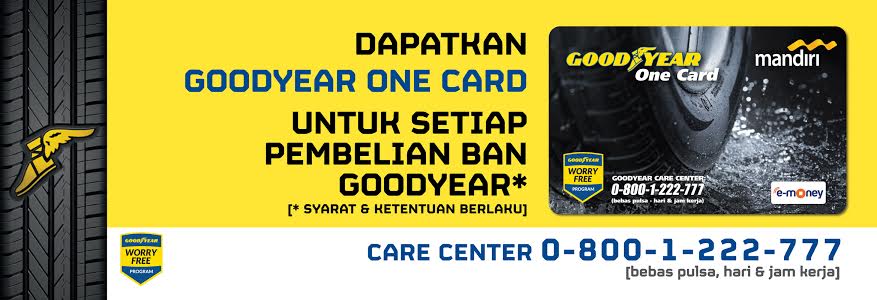 DAPATKAN
GOODYEAR ONE CARD
UNTUK SETIAP
PEMBELIAN BAN
GOODYEAR*
[* SYARAT & KETENTUAN BERLAKU]
GOODYEAR
One Card
mandiri
GOODYEAR
WORRY
FREE
PROGRAM
GOODYEAR CARE CENTER:
0-800-1-222-777
(bebas pulsa - hari & jam kerja)
e-money
GOODYEAR
WORRY
FREE
PROGRAM
CARE CENTER 0-800-1-222-777
[bebas pulsa, hari & jam kerja]